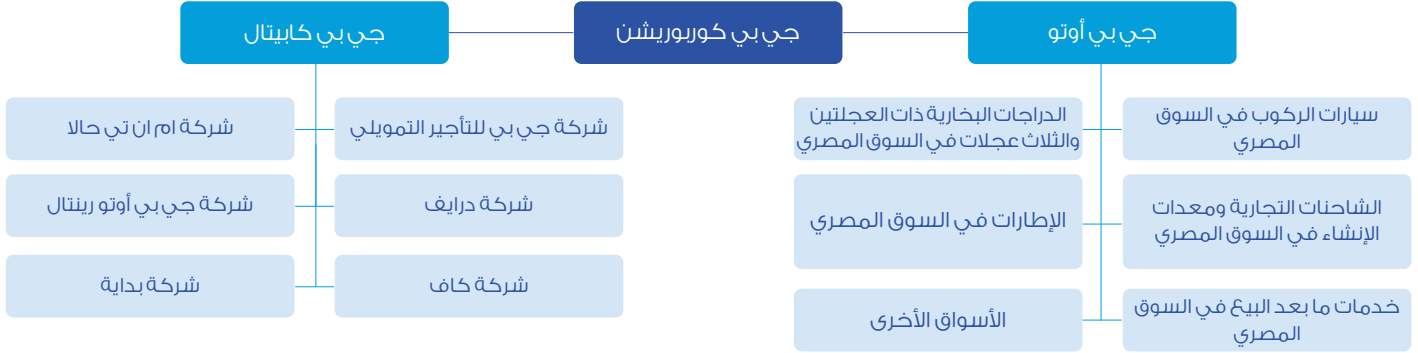 جي بي أوتو
جي بي كوربوريشن
جي بي كابيتال
سيارات الركوب في السوق
المصري
الدراجات البخارية ذات العجلتين
والثلاث عجلات في السوق المصري
الشاحنات التجارية ومعدات
الإنشاء في السوق المصري
الإطارات في السوق المصري
خدمات ما بعد البيع في السوق
المصري
الأسواق الأخرى
شركة جي بي للتأجير التمويلي
شركة ام ان تي حالا
شركة درايف
شركة جي بي أوتو رينتال
شركة كاف
شركة بداية